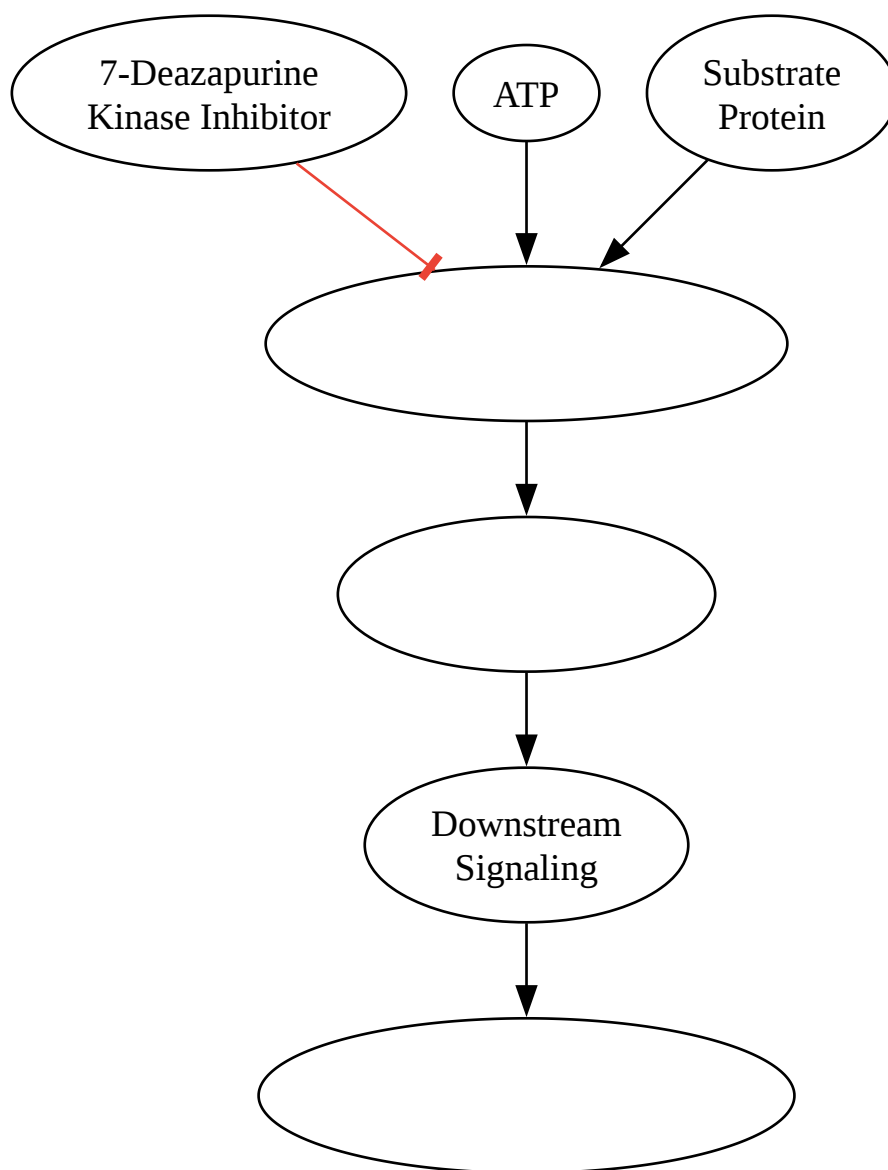 7-Deazapurine
Kinase Inhibitor
ATP
Substrate
Protein
Downstream
Signaling